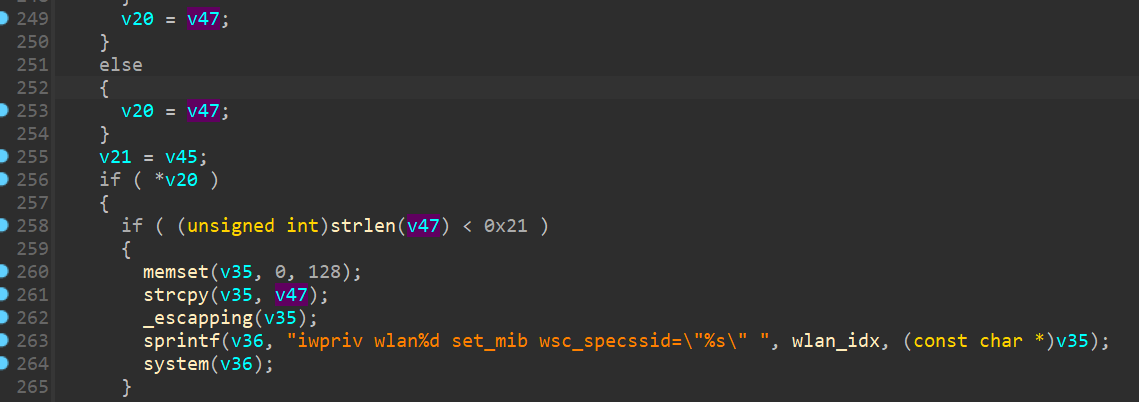 249 v20 = v47;
250 }
251 else
252 {
253 v20 = v47;
254 }
255 v21 = v45;
256 if ( *v20 )
257 {
258 if ( (unsigned int)strlen(v47) < 0x21 )
259 {
260 memset(v35, 0, 128);
261 strcpy(v35, v47);
262 _escapping(v35);
263 sprintf(v36, "iwpriv wlan%d set_mib wsc_specssid=\"%s\" ", wlan_idx, (const char *)v35);
264 system(v36);
265 }